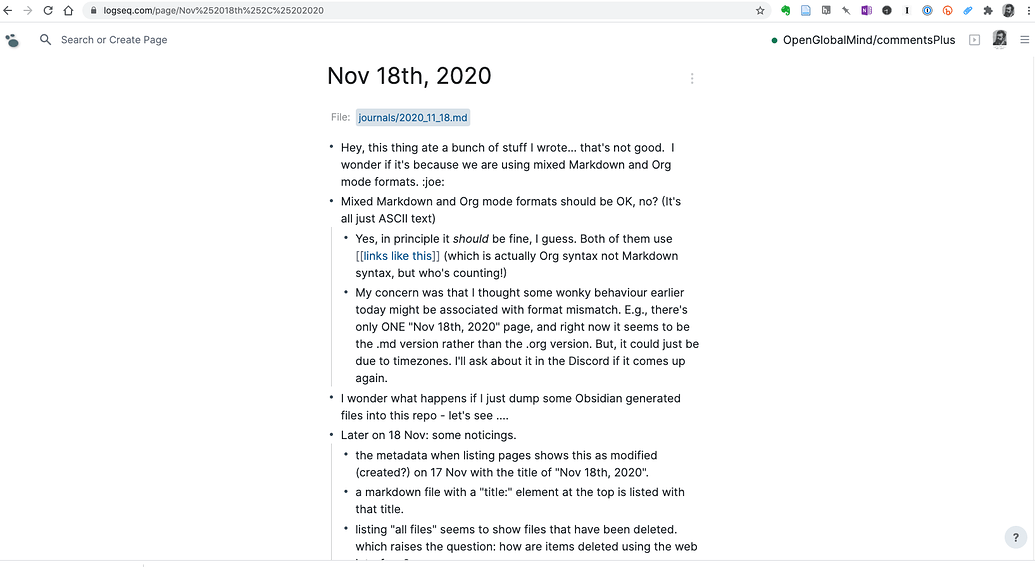 logseq.com/page/Nov%252018th%252C%25202020
Search or Create Page
OpenGlobalMind/commentsPlus
Nov 18th, 2020
File: journals/2020_11_18.md
Hey, this thing ate a bunch of stuff I wrote... that's not good. I
wonder if it's because we are using mixed Markdown and Org
mode formats. :joe:
Mixed Markdown and Org mode formats should be OK, no? (It's
all just ASCII text)
Yes, in principle it should be fine, I guess. Both of them use
[[links like this]] (which is actually Org syntax not Markdown
syntax, but who's counting!)
My concern was that I thought some wonky behaviour earlier
today might be associated with format mismatch. E.g., there's
only ONE "Nov 18th, 2020" page, and right now it seems to be
the .md version rather than the .org version. But, it could just be
due to timezones. I'll ask about it in the Discord if it comes up
again.
I wonder what happens if I just dump some Obsidian generated
files into this repo - let's see ....
Later on 18 Nov: some noticings.
the metadata when listing pages shows this as modified
(created?) on 17 Nov with the title of "Nov 18th, 2020".
a markdown file with a "title:" element at the top is listed with
that title.
listing "all files" seems to show files that have been deleted.
which raises the question: how are items deleted using the web
?